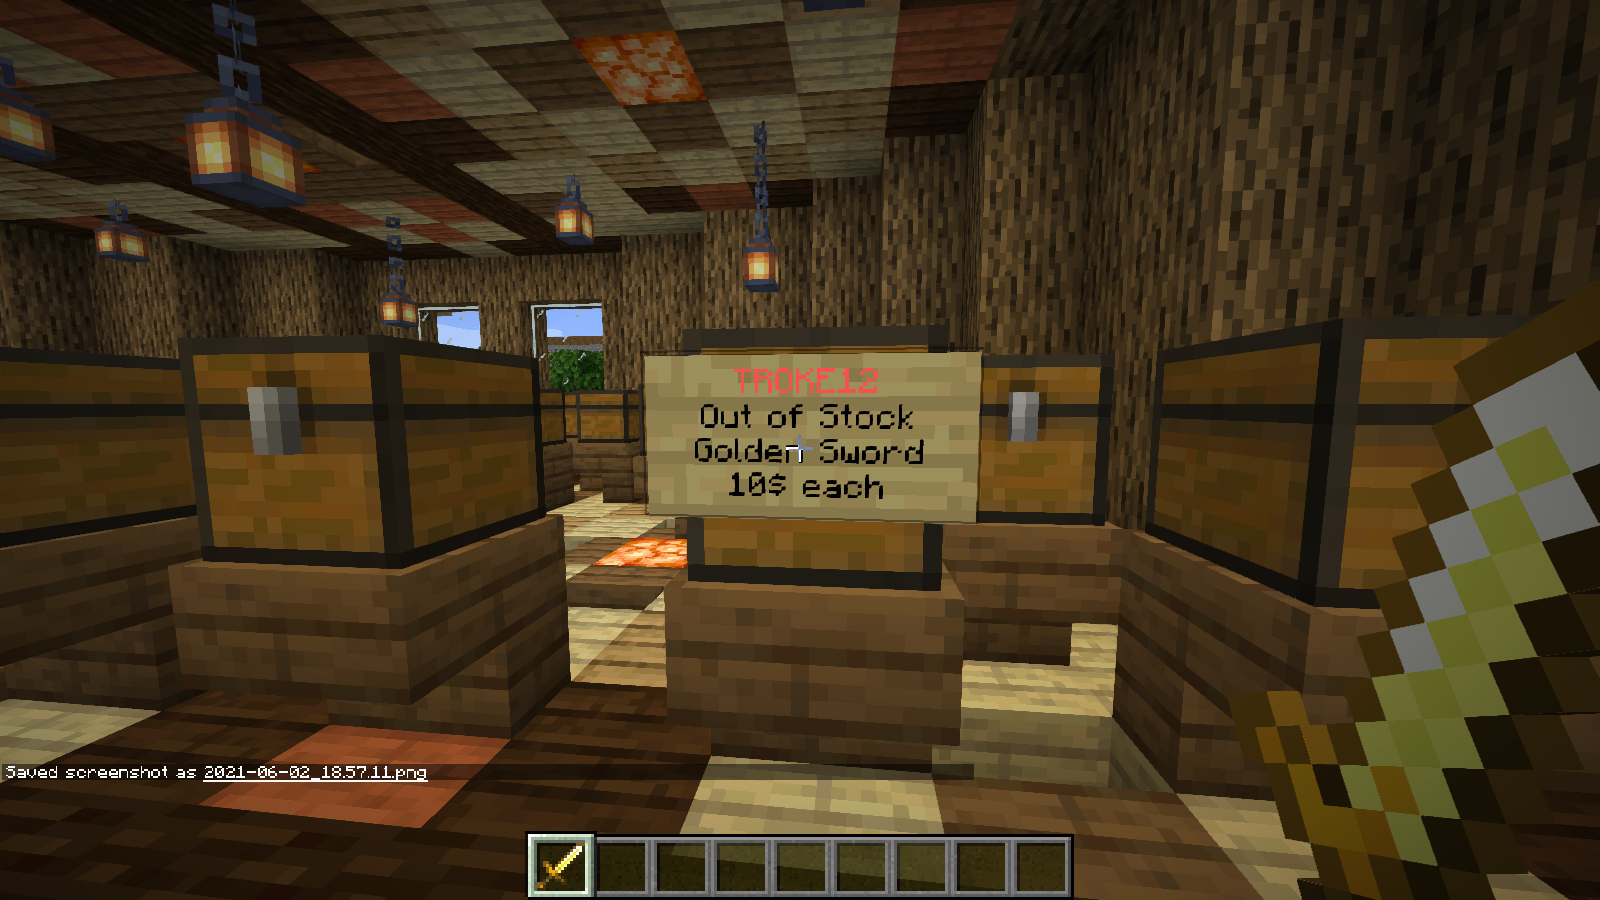 TROKE12
Out of Stock
Golden Sword
10$ each
Saved screenshot as 2021-06-02_18.57.11.png